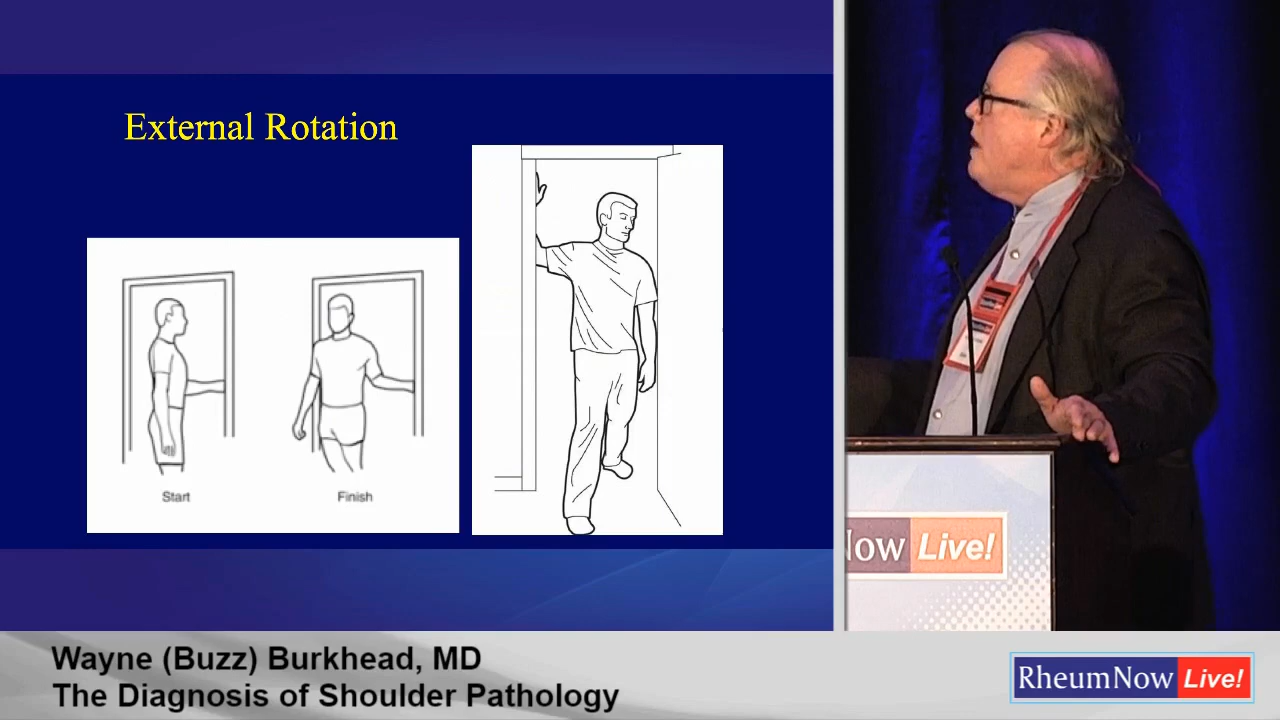 External Rotation
Start
Finish
Now Live!
Wayne (Buzz) Burkhead, MD
The Diagnosis of Shoulder Pathology
RheumNow Live!